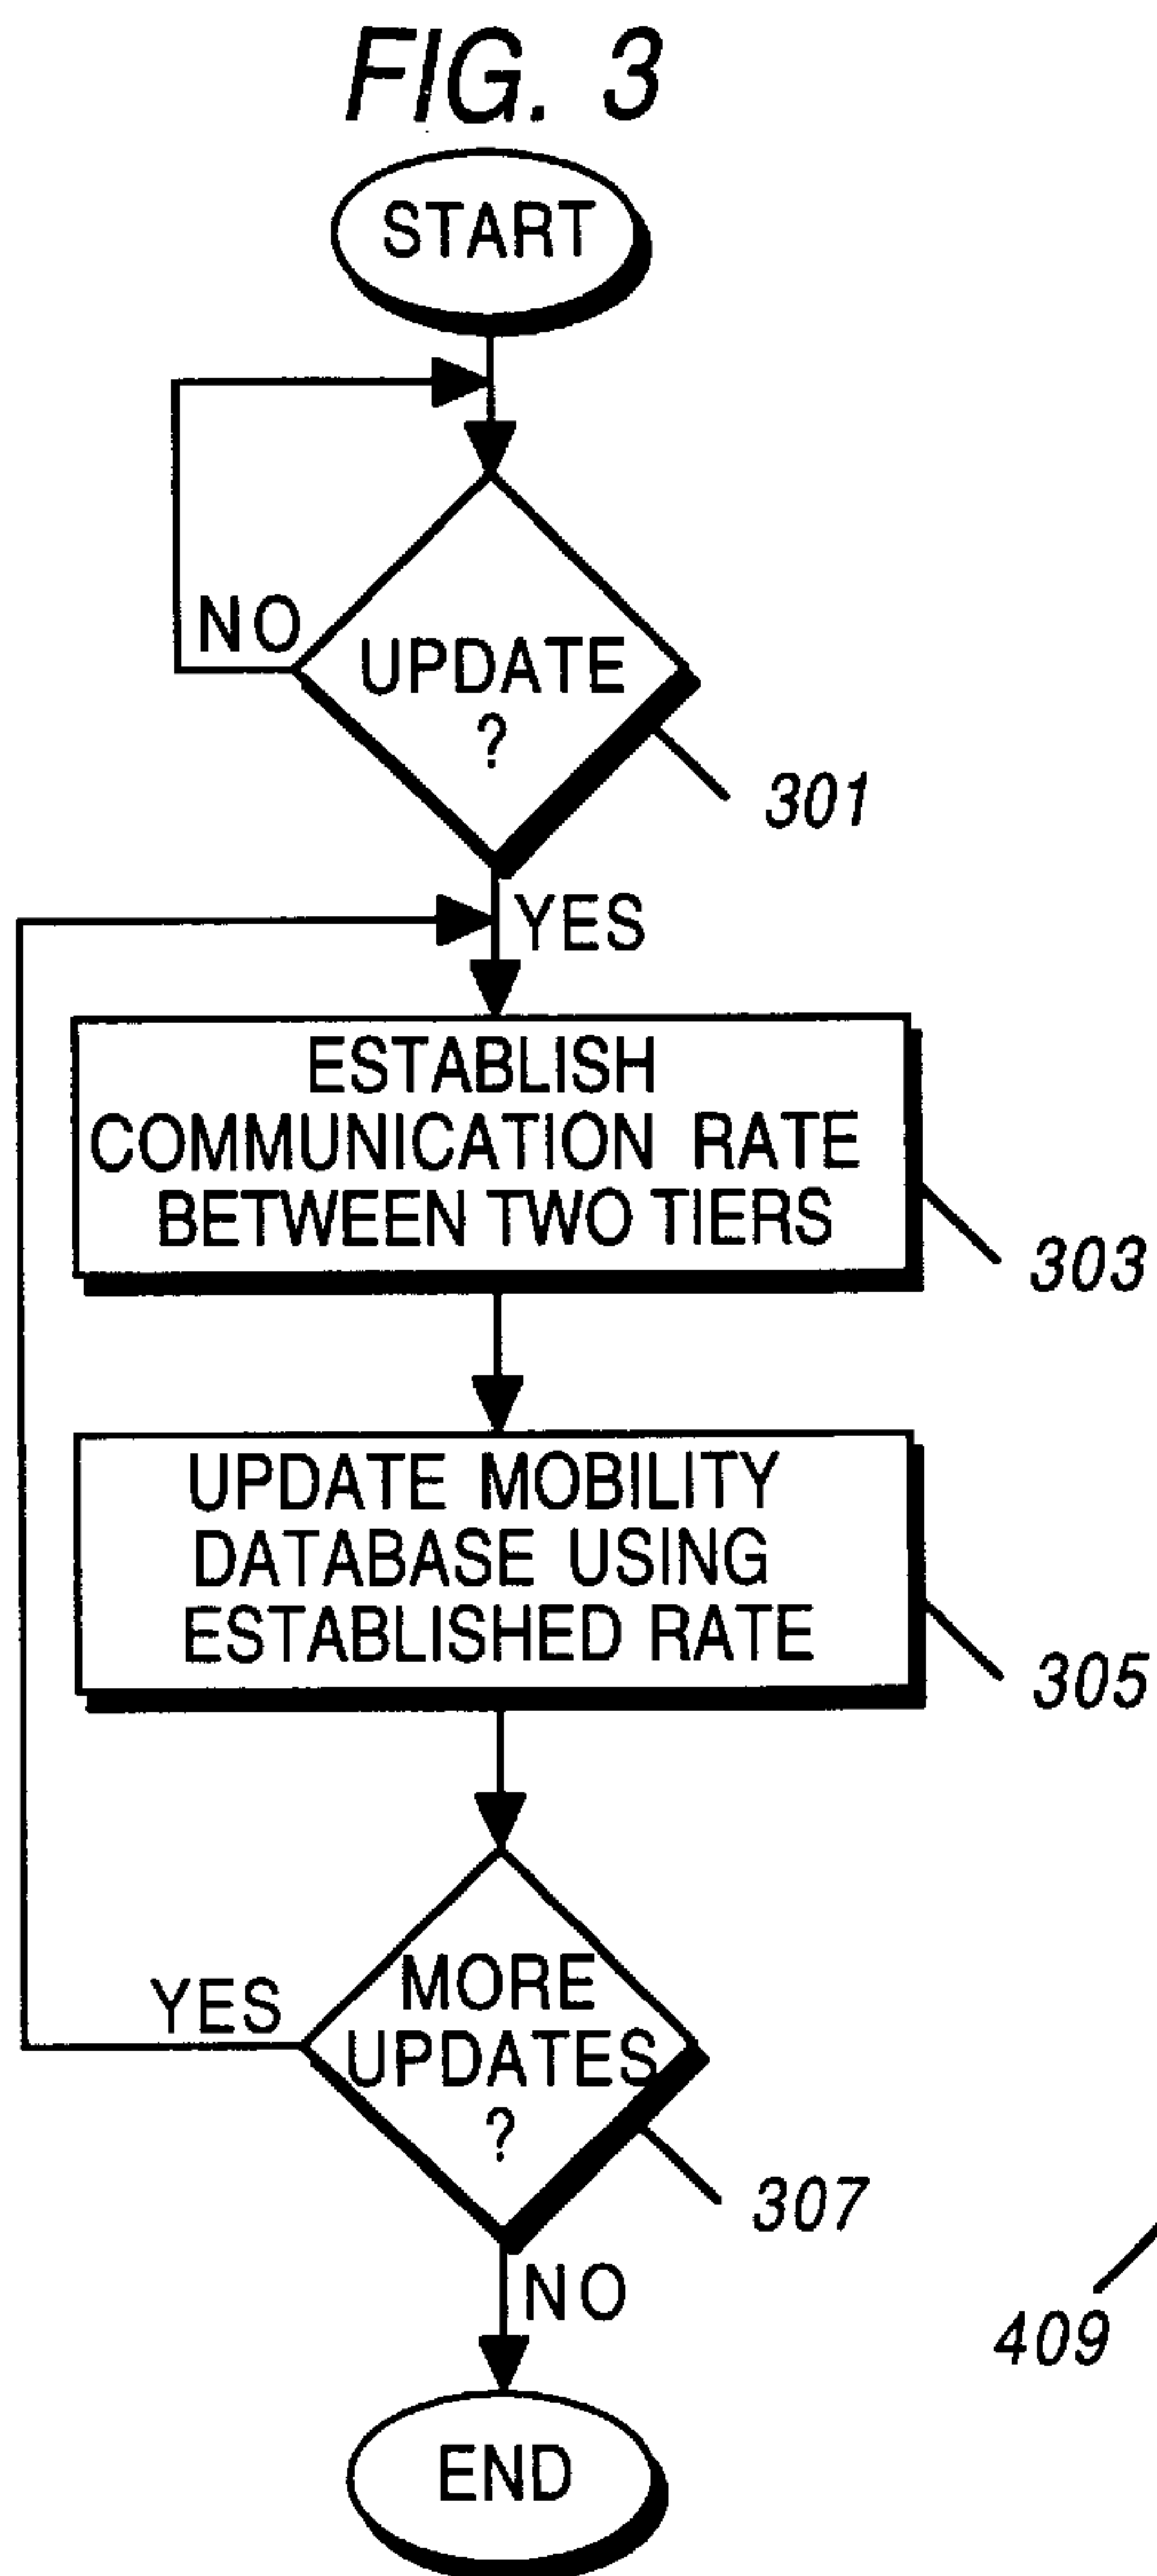 FIG. 3
START
NO
UPDATE
?
301
YES
ESTABLISH
COMMUNICATION RATE
BETWEEN TWO TIERS
303
UPDATE MOBILITY
DATABASE USING
ESTABLISHED RATE
305
YES
MORE
UPDATES
?
307
NO
409
END